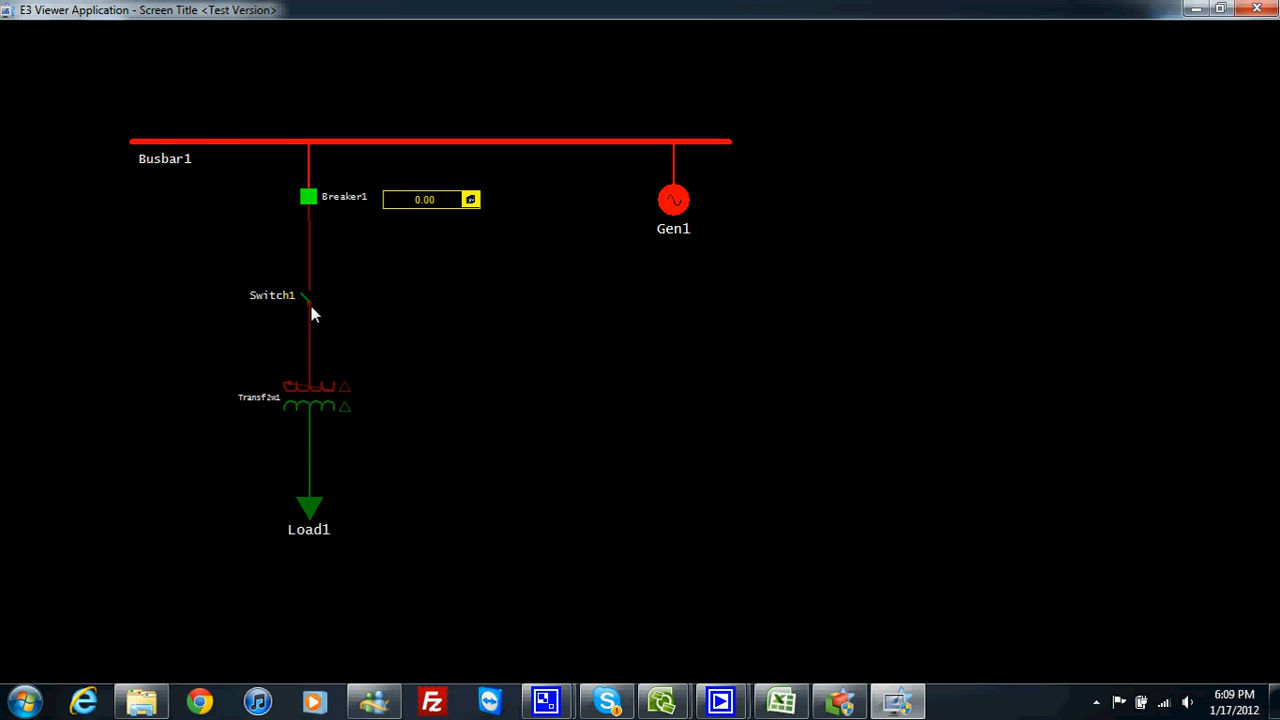 E3 Viewer Application - Screen Title <Test Version>
Busbar1
Breaker1
0.00
Gen1
Switch1
Transf2w1
Load1
6:09 PM
1/17/2012